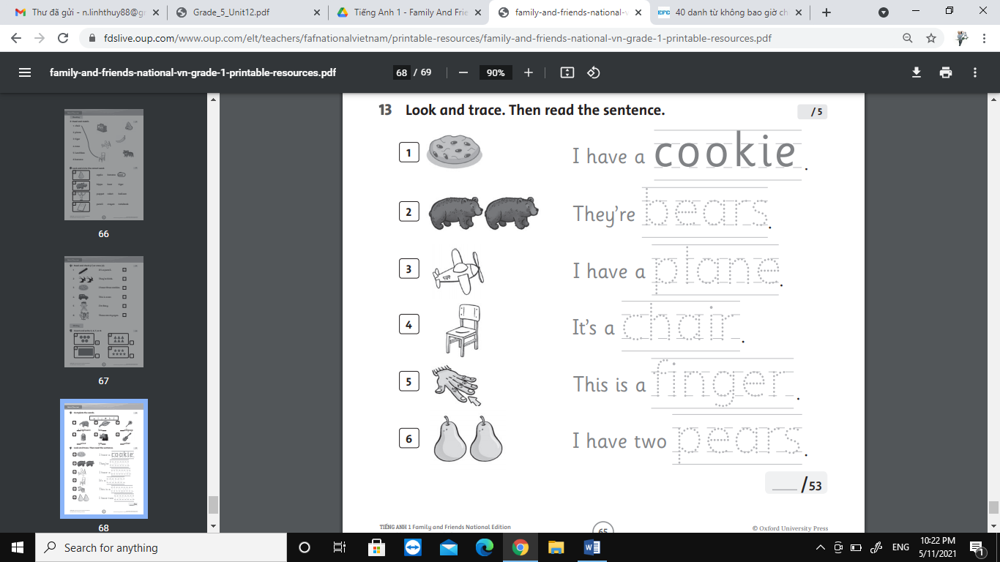 Thư đã gửi - n.linhthuy88@gr
Grade_5_Unit12.pdf
Tiếng Anh 1 - Family And Frie
family-and-friends-national-v
EFC
40 danh từ không bao giờ ch
fdslive.oup.com/www.oup.com/elt/teachers/fafnationalvietnam/printable-resources/family-and-friends-national-vn-grade-1-printable-resources.pdf
family-and-friends-national-vn-grade-1-printable-resources.pdf
68 / 69
90%
66
67
68
13 Look and trace. Then read the sentence.
/ 5
1 I have a cookie.
2 They're bears.
3 I have a plane.
4 It's a chair.
5 This is a finger.
6 I have two pears.
/ 53
TIẾNG ANH 1 Family and Friends National Edition
65
© Oxford University Press
Search for anything
ENG
10:22 PM
5/11/2021
1